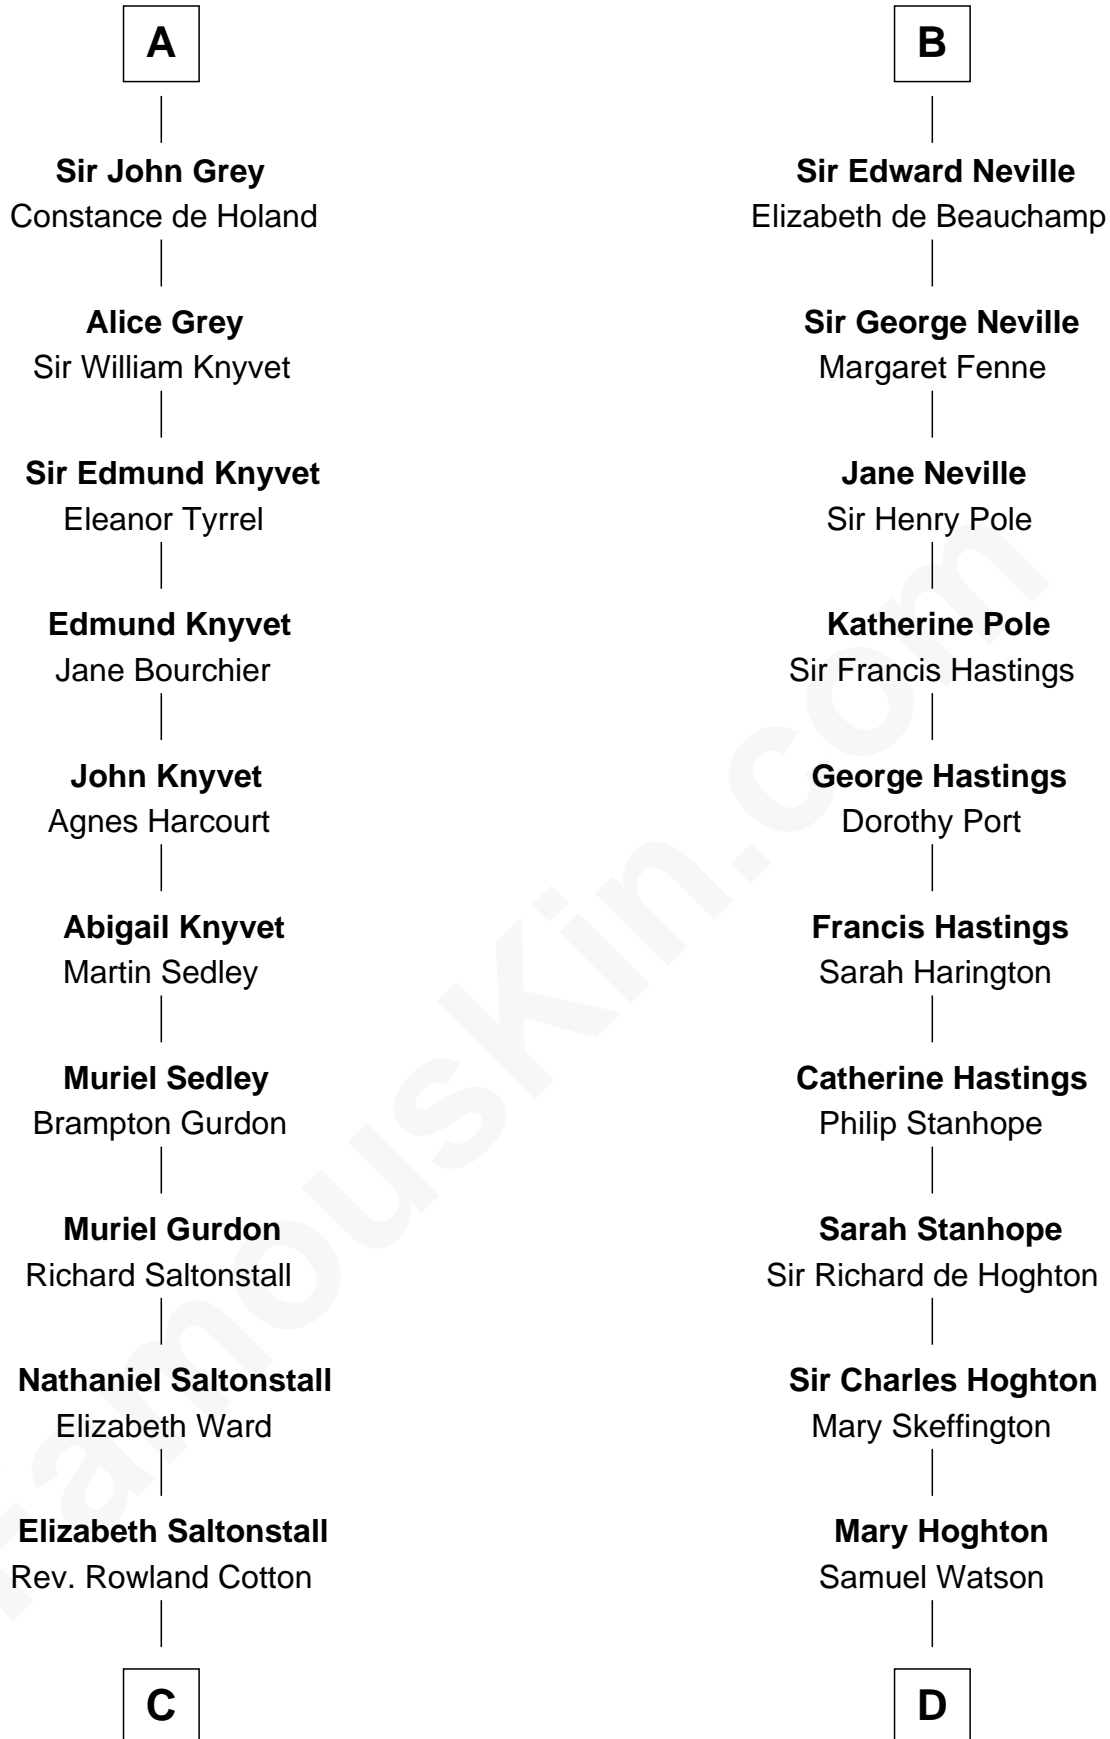 A
Sir John Grey
Constance de Holand
Alice Grey
Sir William Knyvet
Sir Edmund Knyvet
Eleanor Tyrrel
Edmund Knyvet
Jane Bourchier
John Knyvet
Agnes Harcourt
Abigail Knyvet
Martin Sedley
Muriel Sedley
Brampton Gurdon
Muriel Gurdon
Richard Saltonstall
Nathaniel Saltonstall
Elizabeth Ward
Elizabeth Saltonstall
Rev. Rowland Cotton
C
B
Sir Edward Neville
Elizabeth de Beauchamp
Sir George Neville
Margaret Fenne
Jane Neville
Sir Henry Pole
Katherine Pole
Sir Francis Hastings
George Hastings
Dorothy Port
Francis Hastings
Sarah Harington
Catherine Hastings
Philip Stanhope
Sarah Stanhope
Sir Richard de Hoghton
Sir Charles Hoghton
Mary Skeffington
Mary Hoghton
Samuel Watson
D
FamousKin.com